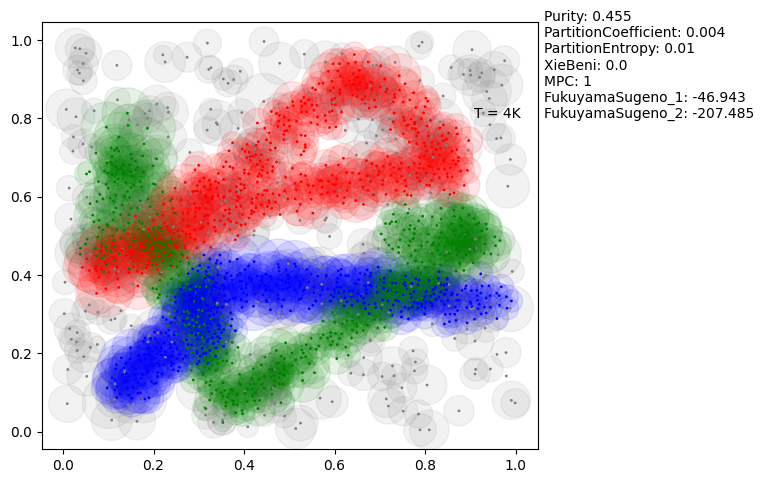 Purity: 0.455
PartitionCoefficient: 0.004
PartitionEntropy: 0.01
XieBeni: 0.0
MPC: 1
FukuyamaSugeno_1: -46.943
FukuyamaSugeno_2: -207.485
T = 4K
1.0
0.8
0.6
0.4
0.2
0.0
0.0 0.2 0.4 0.6 0.8 1.0